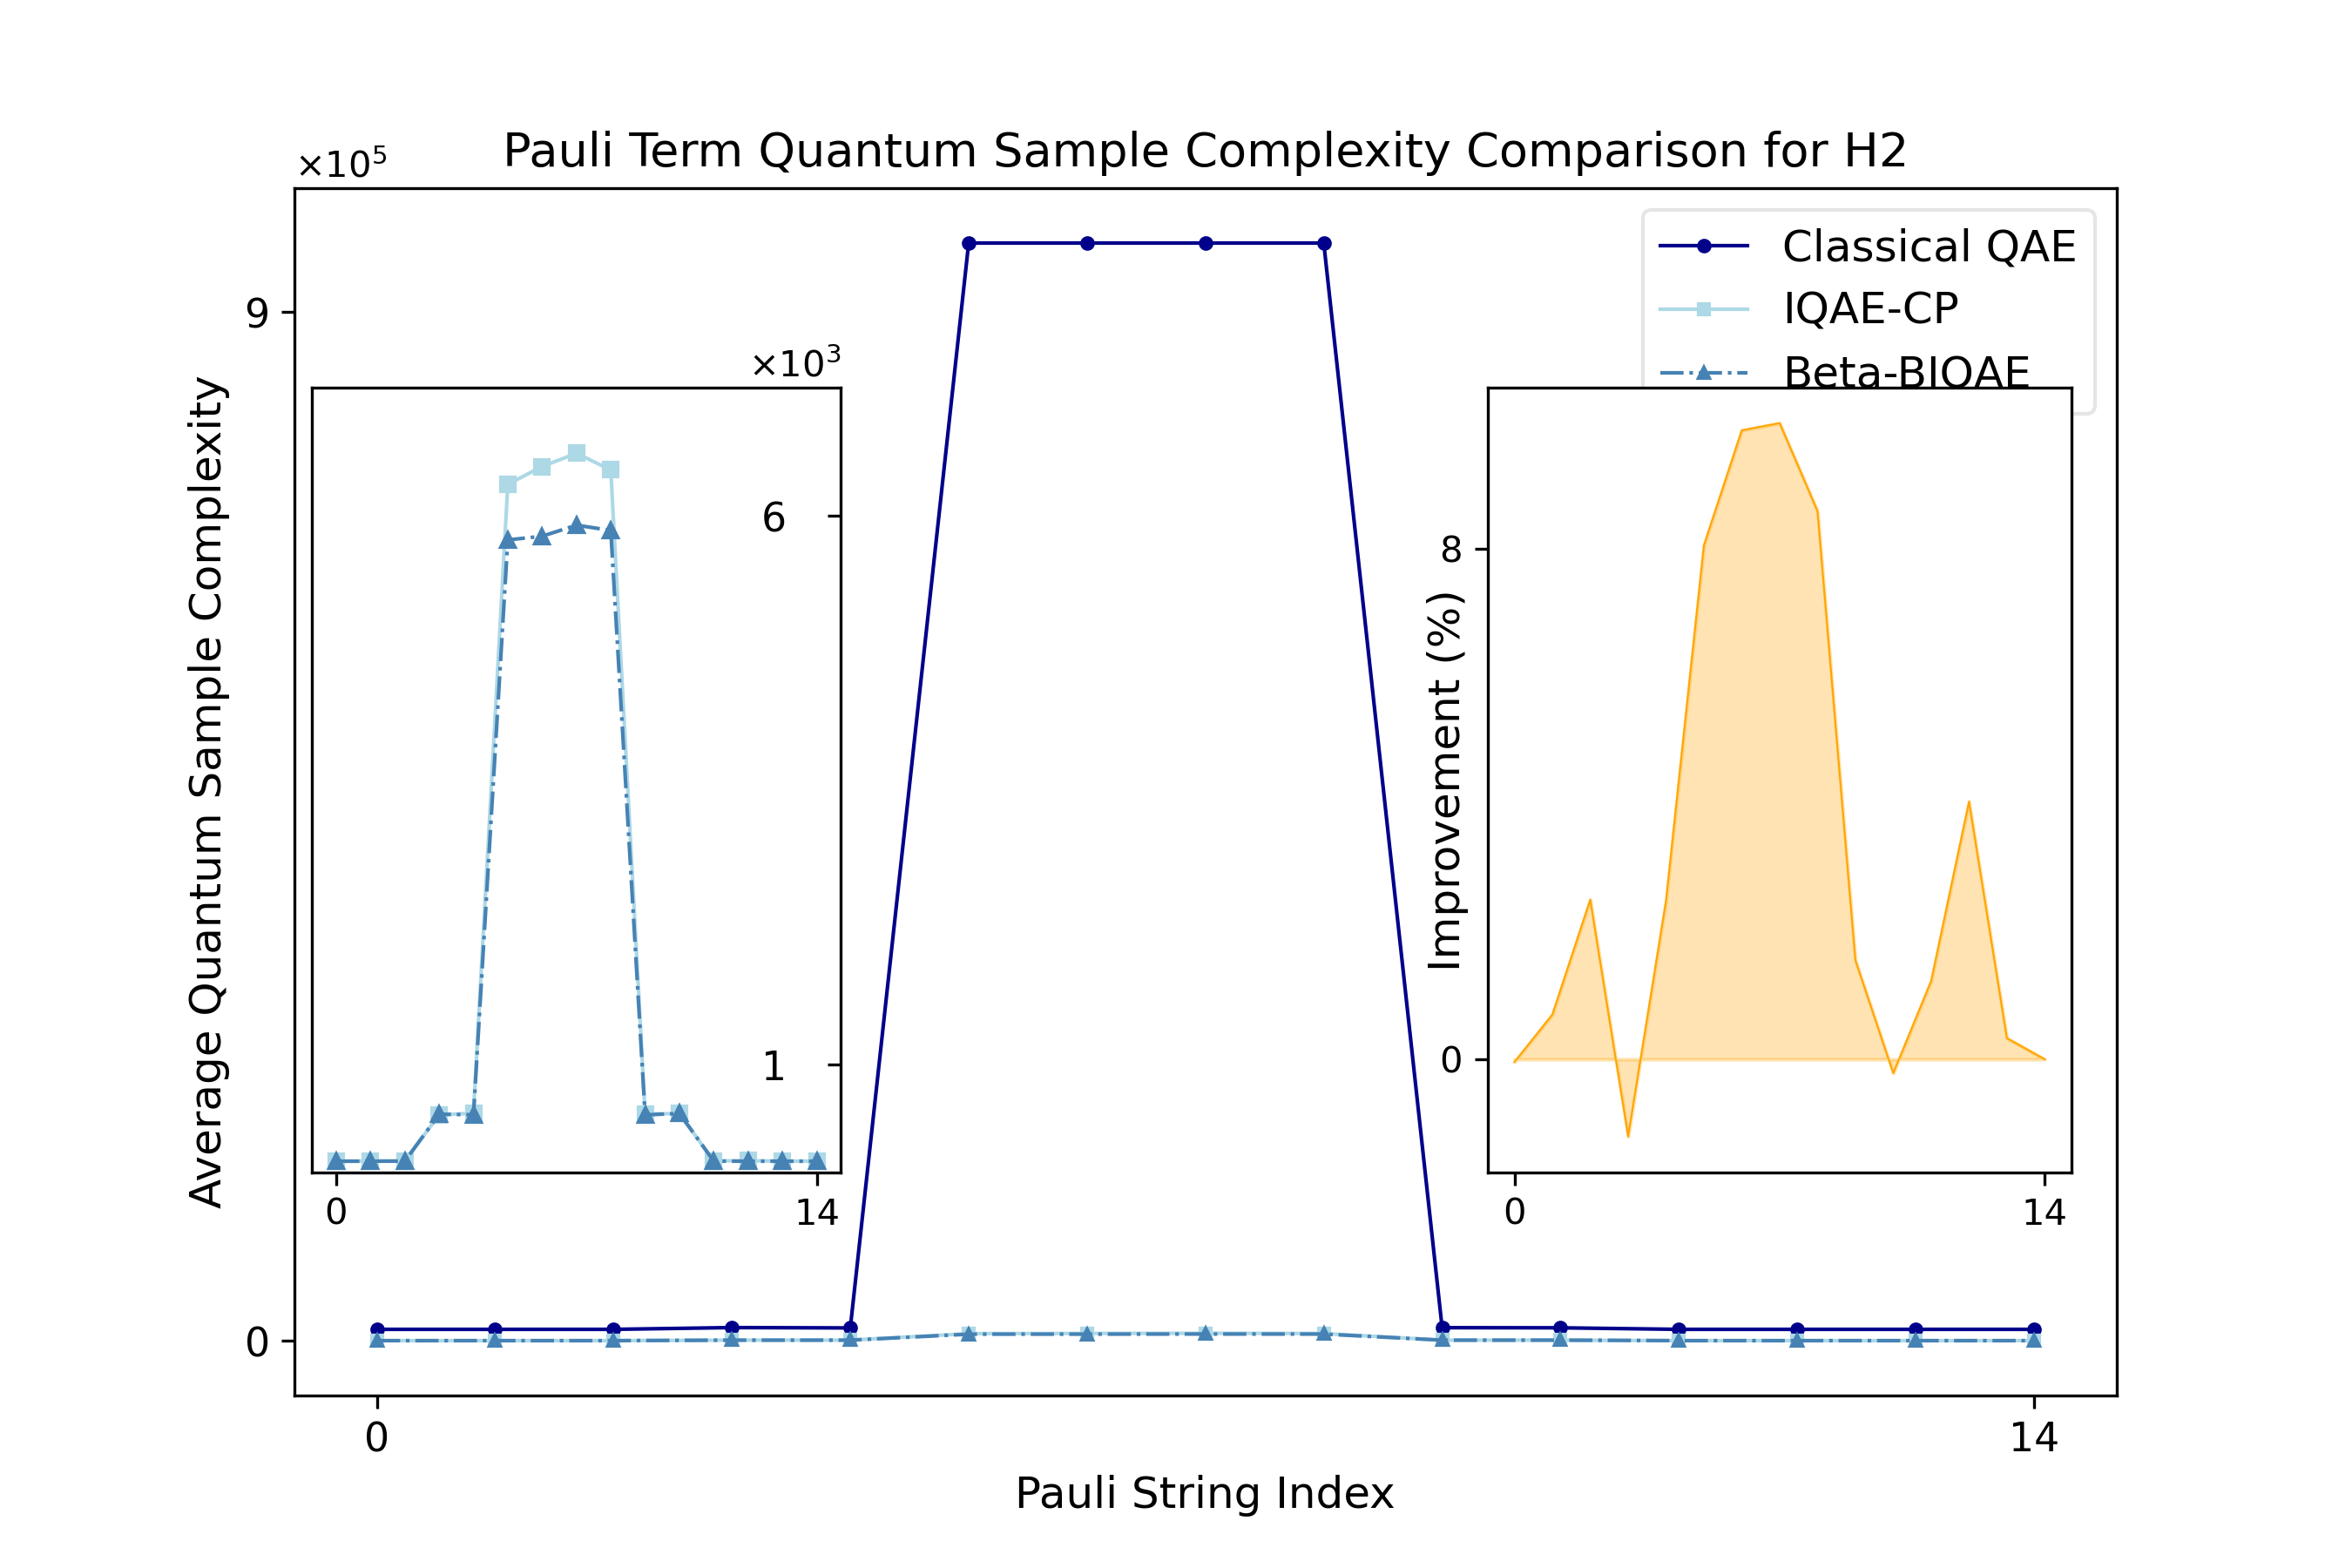 Pauli Term Quantum Sample Complexity Comparison for H2
×10⁵
Classical QAE
IQAE-CP
Beta-BIQAE
9
0
Average Quantum Sample Complexity
×10³
6
1
0 14
Improvement (%)
8
0
0 14
0 14
Pauli String Index